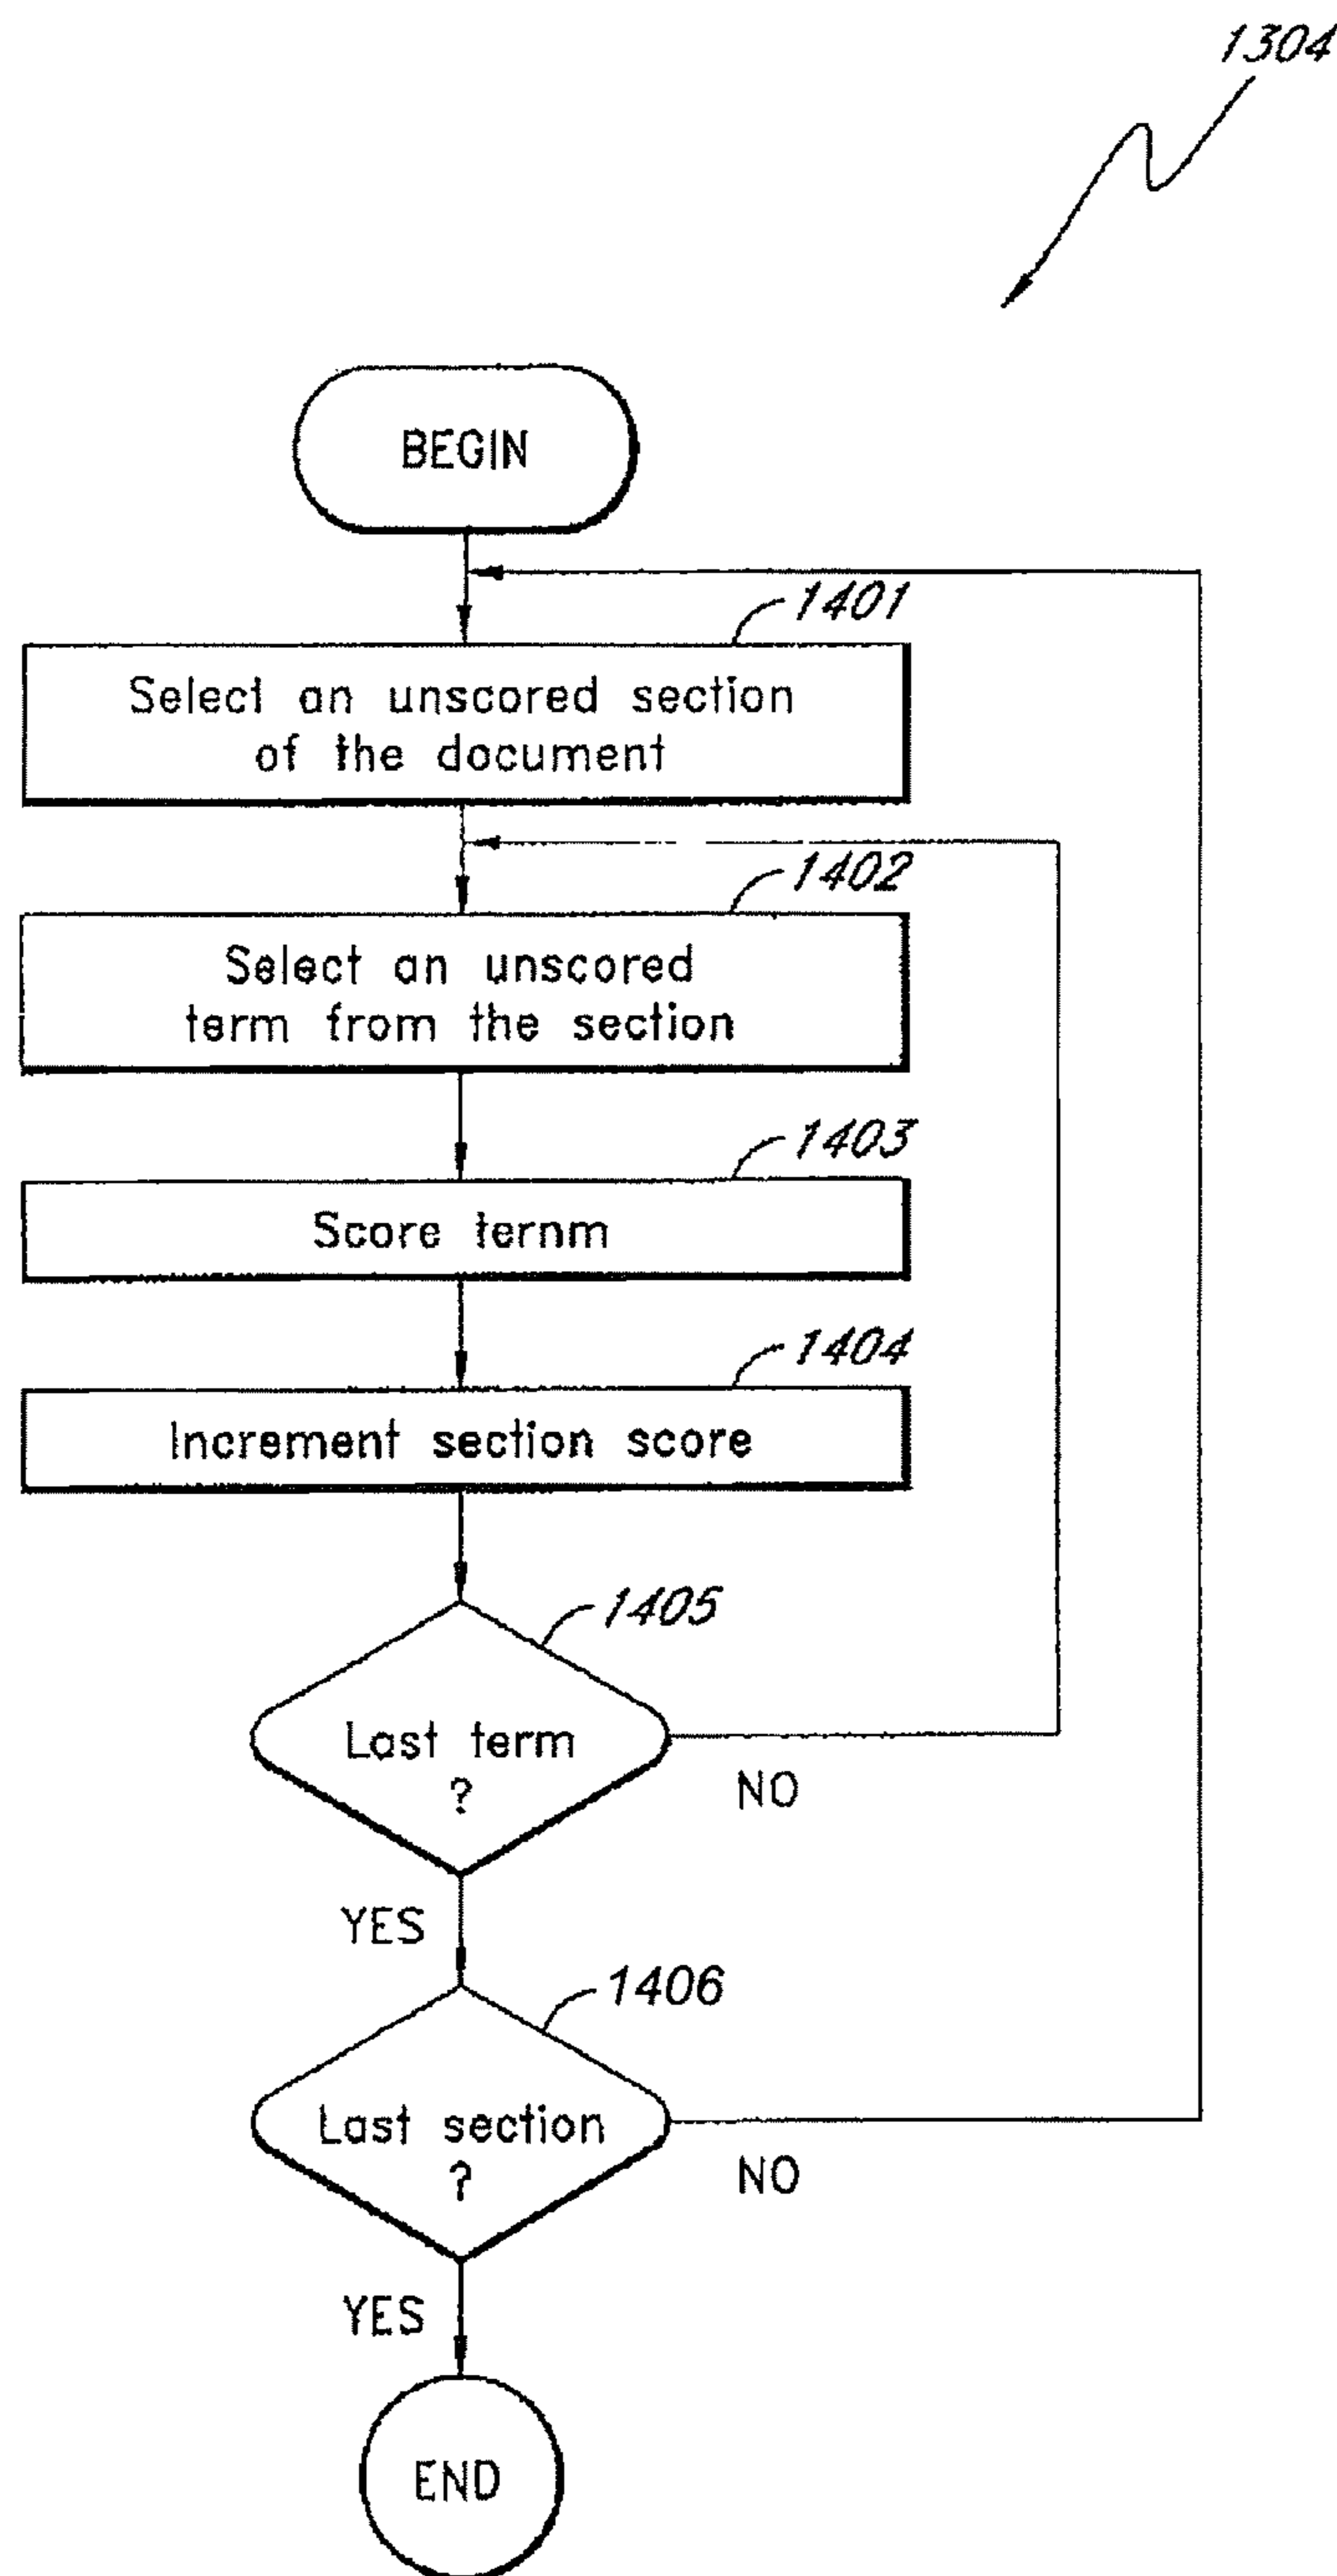 1304
BEGIN
1401
Select an unscored section
of the document
1402
Select an unscored
term from the section
1403
Score ternm
1404
Increment section score
1405
Last term
?
NO
YES
1406
Last section
?
NO
YES
END